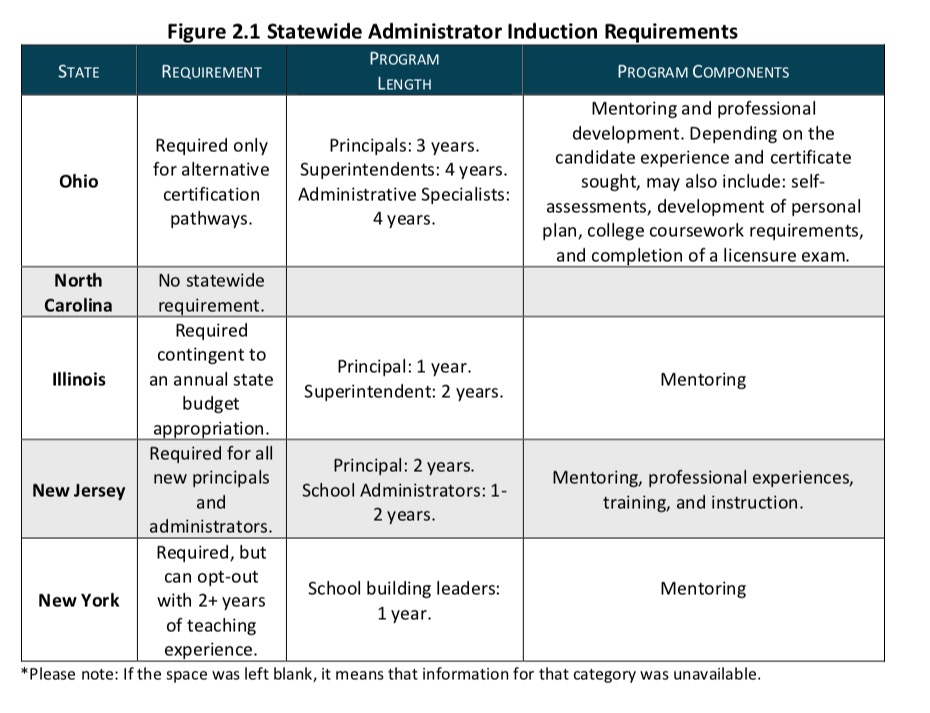 Figure 2.1 Statewide Administrator Induction Requirements
STATE
REQUIREMENT
PROGRAM
LENGTH
PROGRAM COMPONENTS
Ohio
Required only
for alternative
certification
pathways.
Principals: 3 years.
Superintendents: 4 years.
Administrative Specialists:
4 years.
Mentoring and professional
development. Depending on the
candidate experience and certificate
sought, may also include: self-
assessments, development of personal
plan, college coursework requirements,
and completion of a licensure exam.
North
Carolina
No statewide
requirement.
Illinois
Required
contingent to
an annual state
budget
appropriation.
Principal: 1 year.
Superintendent: 2 years.
Mentoring
New Jersey
Required for all
new principals
and
administrators.
Principal: 2 years.
School Administrators: 1-
2 years.
Mentoring, professional experiences,
training, and instruction.
New York
Required, but
can opt-out
with 2+ years
of teaching
experience.
School building leaders:
1 year.
Mentoring
*Please note: If the space was left blank, it means that information for that category was unavailable.